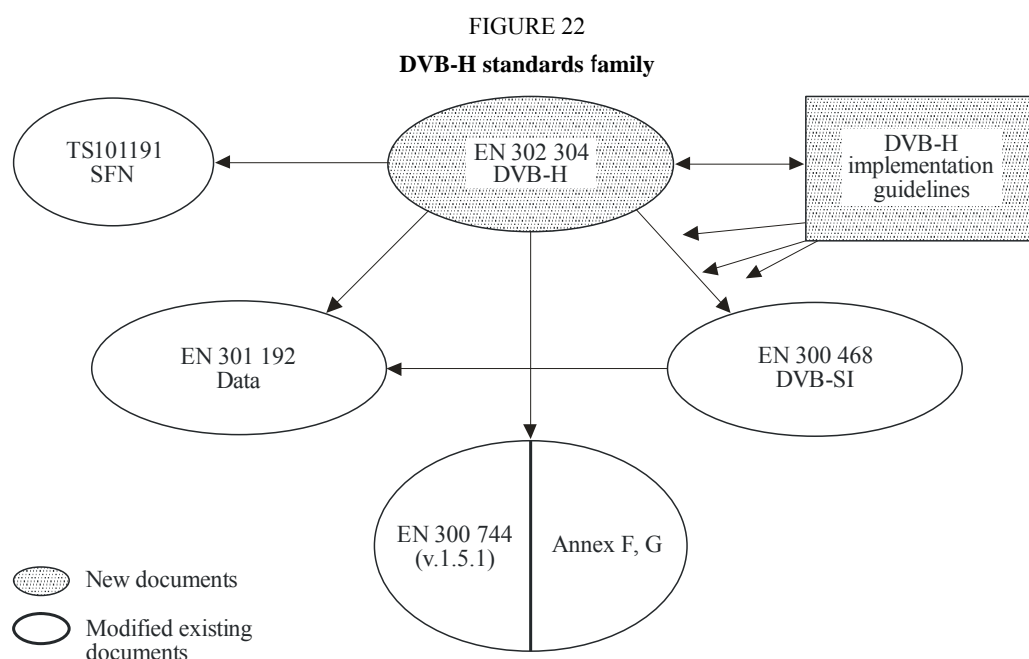 FIGURE 22
DVB-H standards family
TS101191
SFN
EN 302 304
DVB-H
DVB-H
implementation
guidelines
EN 301 192
Data
EN 300 468
DVB-SI
EN 300 744
(v.1.5.1)
Annex F, G
New documents
Modified existing
documents